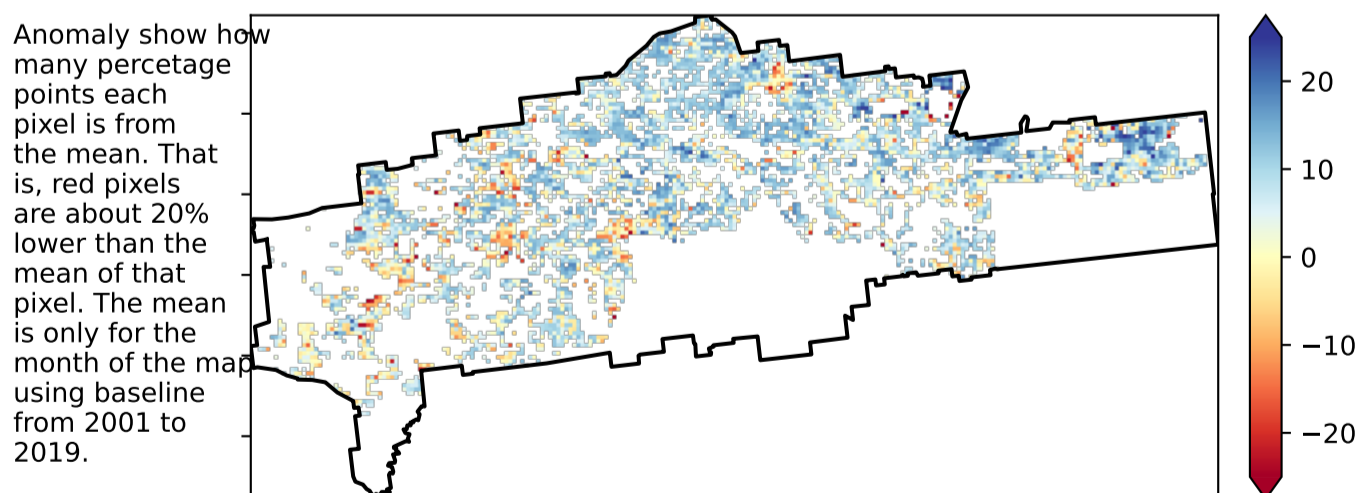 Anomaly show how
many percetage
points each
pixel is from
the mean. That
is, red pixels
are about 20%
lower than the
mean of that
pixel. The mean
is only for the
month of the map
using baseline
from 2001 to
2019.
20
10
0
−10
−20